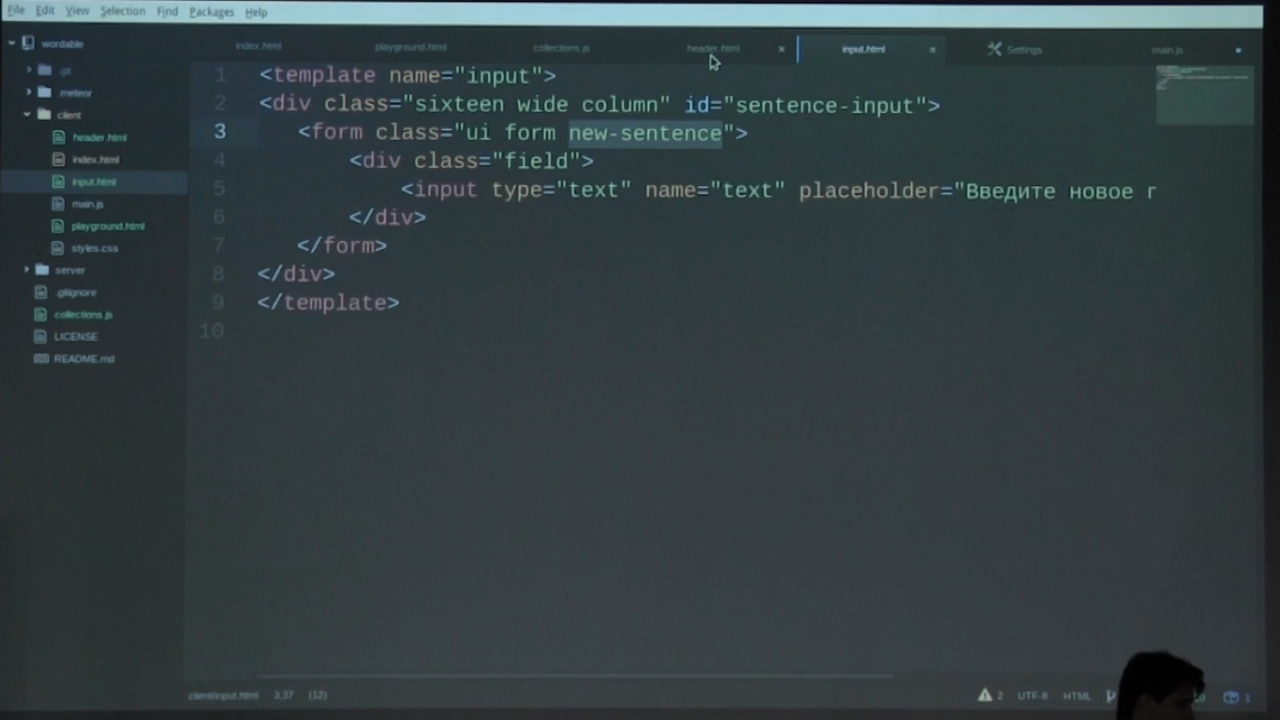 File Edit View Selection Find Packages Help
wordable
.git
.meteor
client
header.html
index.html
input.html
main.js
playground.html
styles.css
server
.gitignore
collections.js
LICENSE
README.md
index.html playground.html collections.js header.html input.html Settings main.js
1 <template name="input">
2 <div class="sixteen wide column" id="sentence-input">
3 <form class="ui form new-sentence">
4 <div class="field">
5 <input type="text" name="text" placeholder="Введите новое п
6 </div>
7 </form>
8 </div>
9 </template>
10
client/input.html 3,37 (12) 2 UTF-8 HTML 1